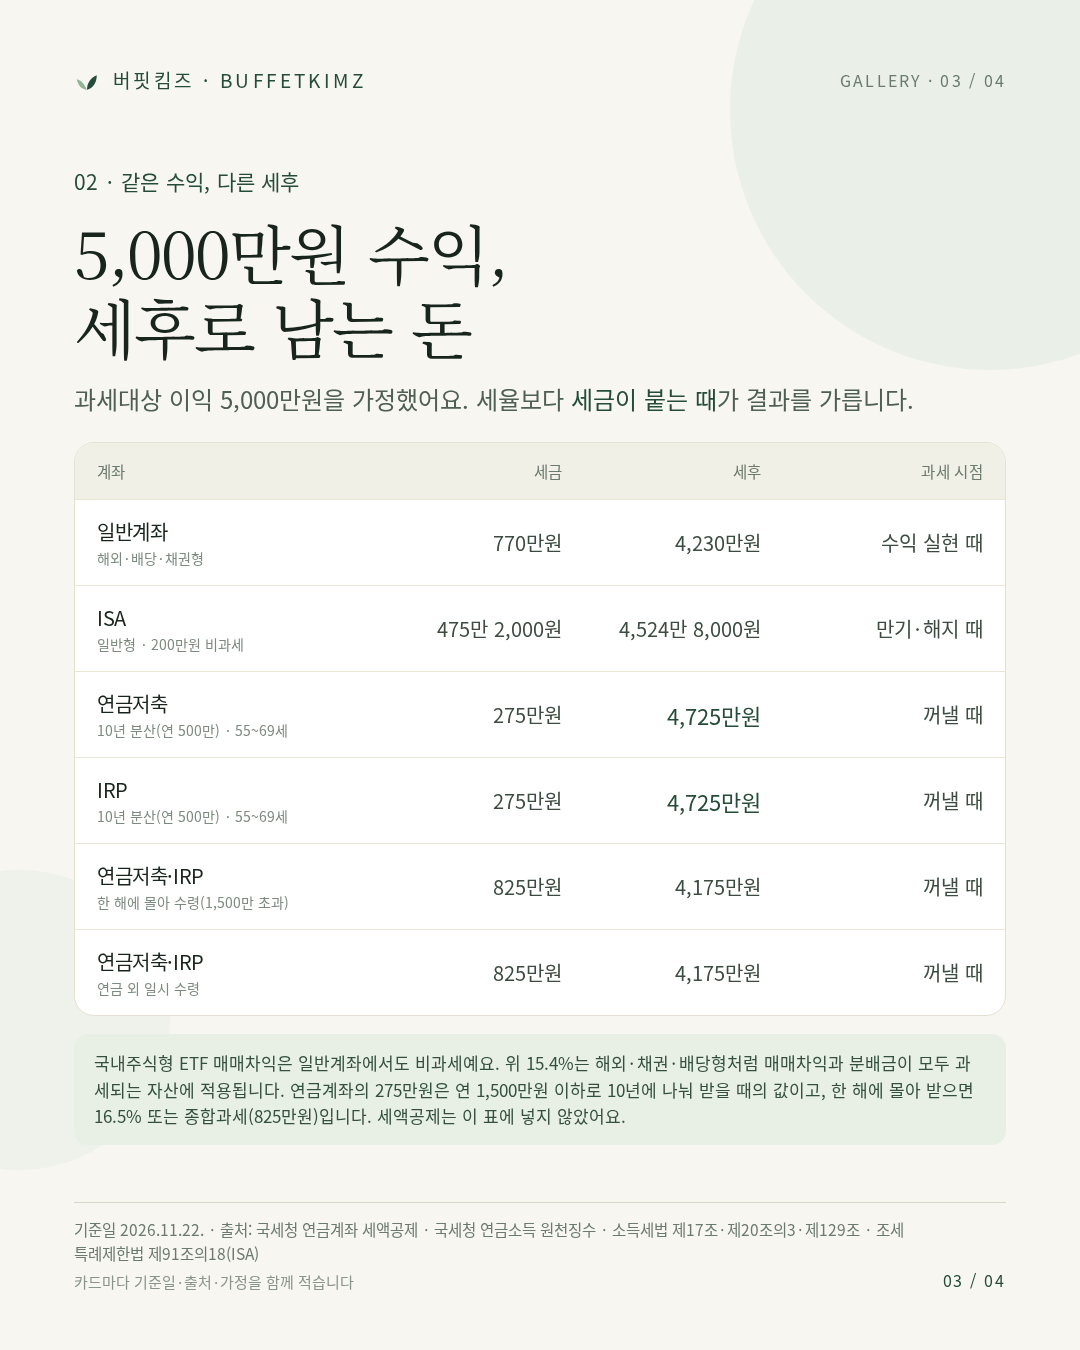 버핏킴즈 · BUFFETKIMZ
GALLERY · 03 / 04
02 · 같은 수익, 다른 세후
5,000만원 수익,
세후로 남는 돈
과세대상 이익 5,000만원을 가정했어요. 세율보다 세금이 붙는 때가 결과를 가릅니다.
계좌 세금 세후 과세 시점
일반계좌
해외·배당·채권형
770만원 4,230만원 수익 실현 때
ISA
일반형 · 200만원 비과세
475만 2,000원 4,524만 8,000원 만기·해지 때
연금저축
10년 분산(연 500만) · 55~69세
275만원 4,725만원 꺼낼 때
IRP
10년 분산(연 500만) · 55~69세
275만원 4,725만원 꺼낼 때
연금저축·IRP
한 해에 몰아 수령(1,500만 초과)
825만원 4,175만원 꺼낼 때
연금저축·IRP
연금 외 일시 수령
825만원 4,175만원 꺼낼 때
국내주식형 ETF 매매차익은 일반계좌에서도 비과세예요. 위 15.4%는 해외·채권·배당형처럼 매매차익과 분배금이 모두 과
세되는 자산에 적용됩니다. 연금계좌의 275만원은 연 1,500만원 이하로 10년에 나눠 받을 때의 값이고, 한 해에 몰아 받으면
16.5% 또는 종합과세(825만원)입니다. 세액공제는 이 표에 넣지 않았어요.
기준일 2026.11.22. · 출처: 국세청 연금계좌 세액공제 · 국세청 연금소득 원천징수 · 소득세법 제17조·제20조의3·제129조 · 조세
특례제한법 제91조의18(ISA)
카드마다 기준일·출처·가정을 함께 적습니다
03 / 04